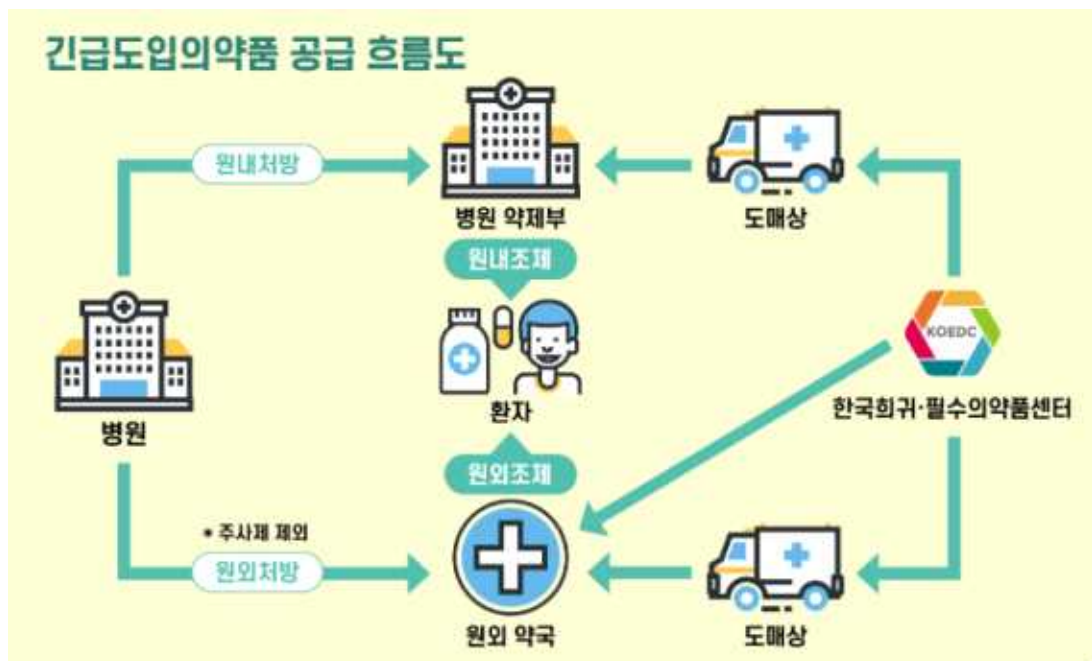 긴급도입의약품 공급 흐름도
원내처방
병원 약제부
도매상
원내조제
KOEDC
환자
한국희귀·필수의약품센터
병원
원외조제
* 주사제 제외
원외처방
원외 약국
도매상